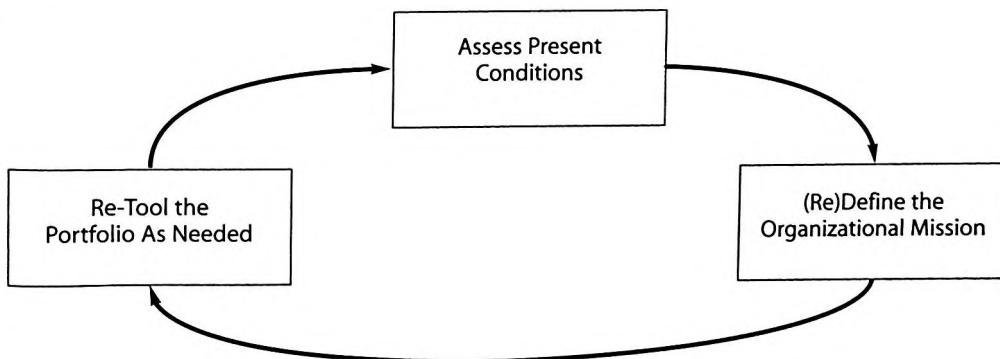 Assess Present
Conditions
(Re)Define the
Organizational Mission
Re-Tool the
Portfolio As Needed